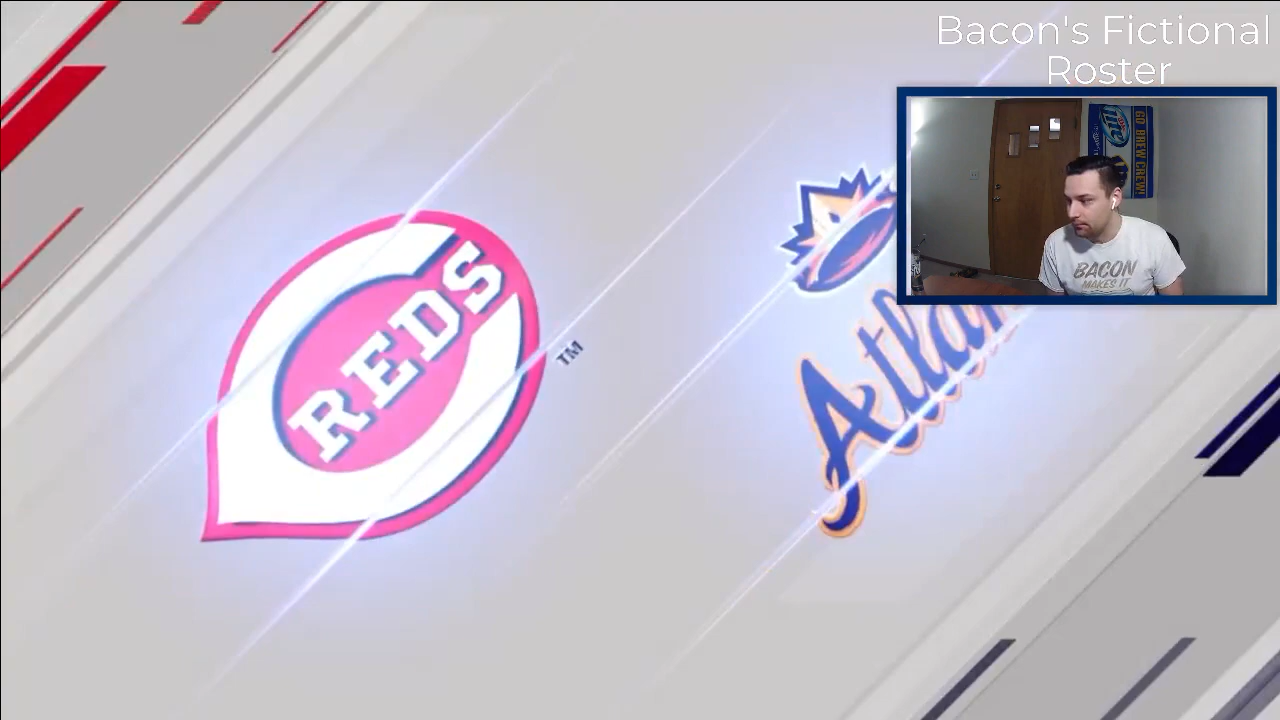 Bacon's Fictional
Roster
GO BREW CREW!
BACON
MAKES IT
REDS
TM